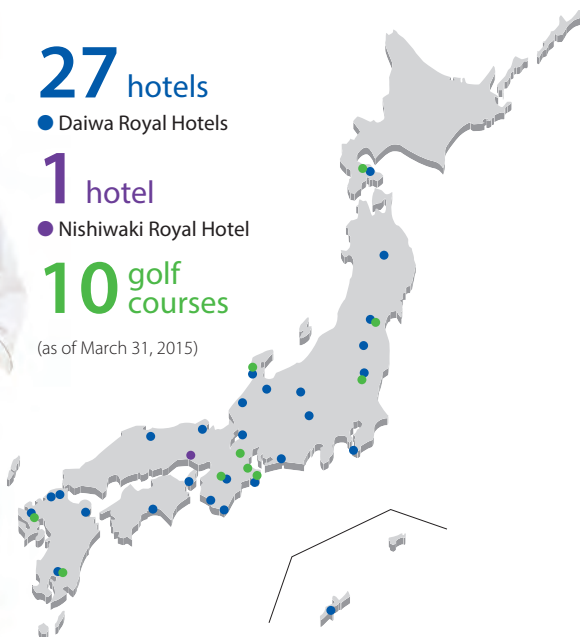 27 hotels
● Daiwa Royal Hotels
1 hotel
● Nishiwaki Royal Hotel
10 golf
courses
(as of March 31, 2015)